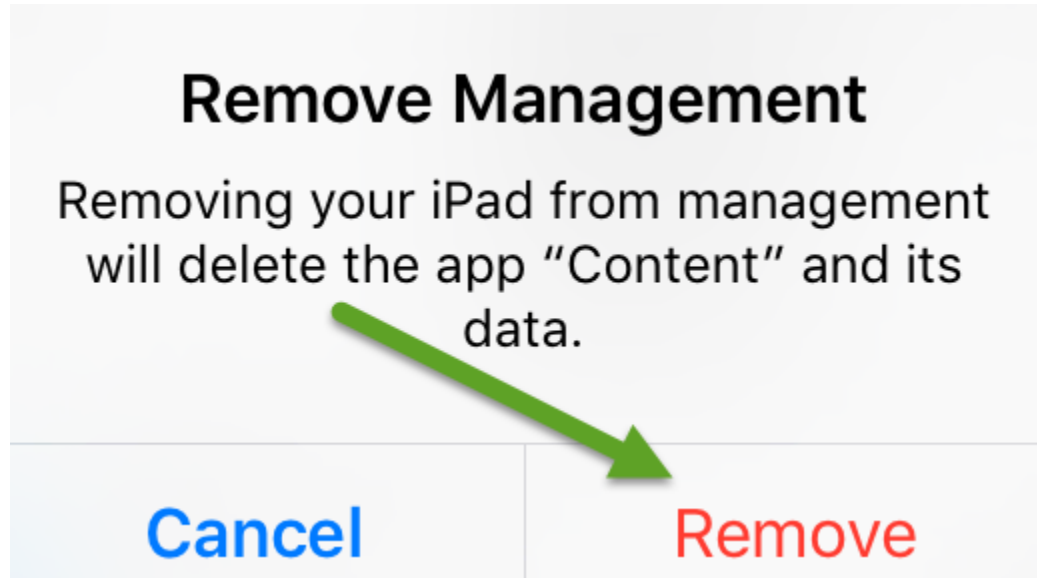 Remove Management
Removing your iPad from management
will delete the app “Content” and its
data.
Cancel
Remove